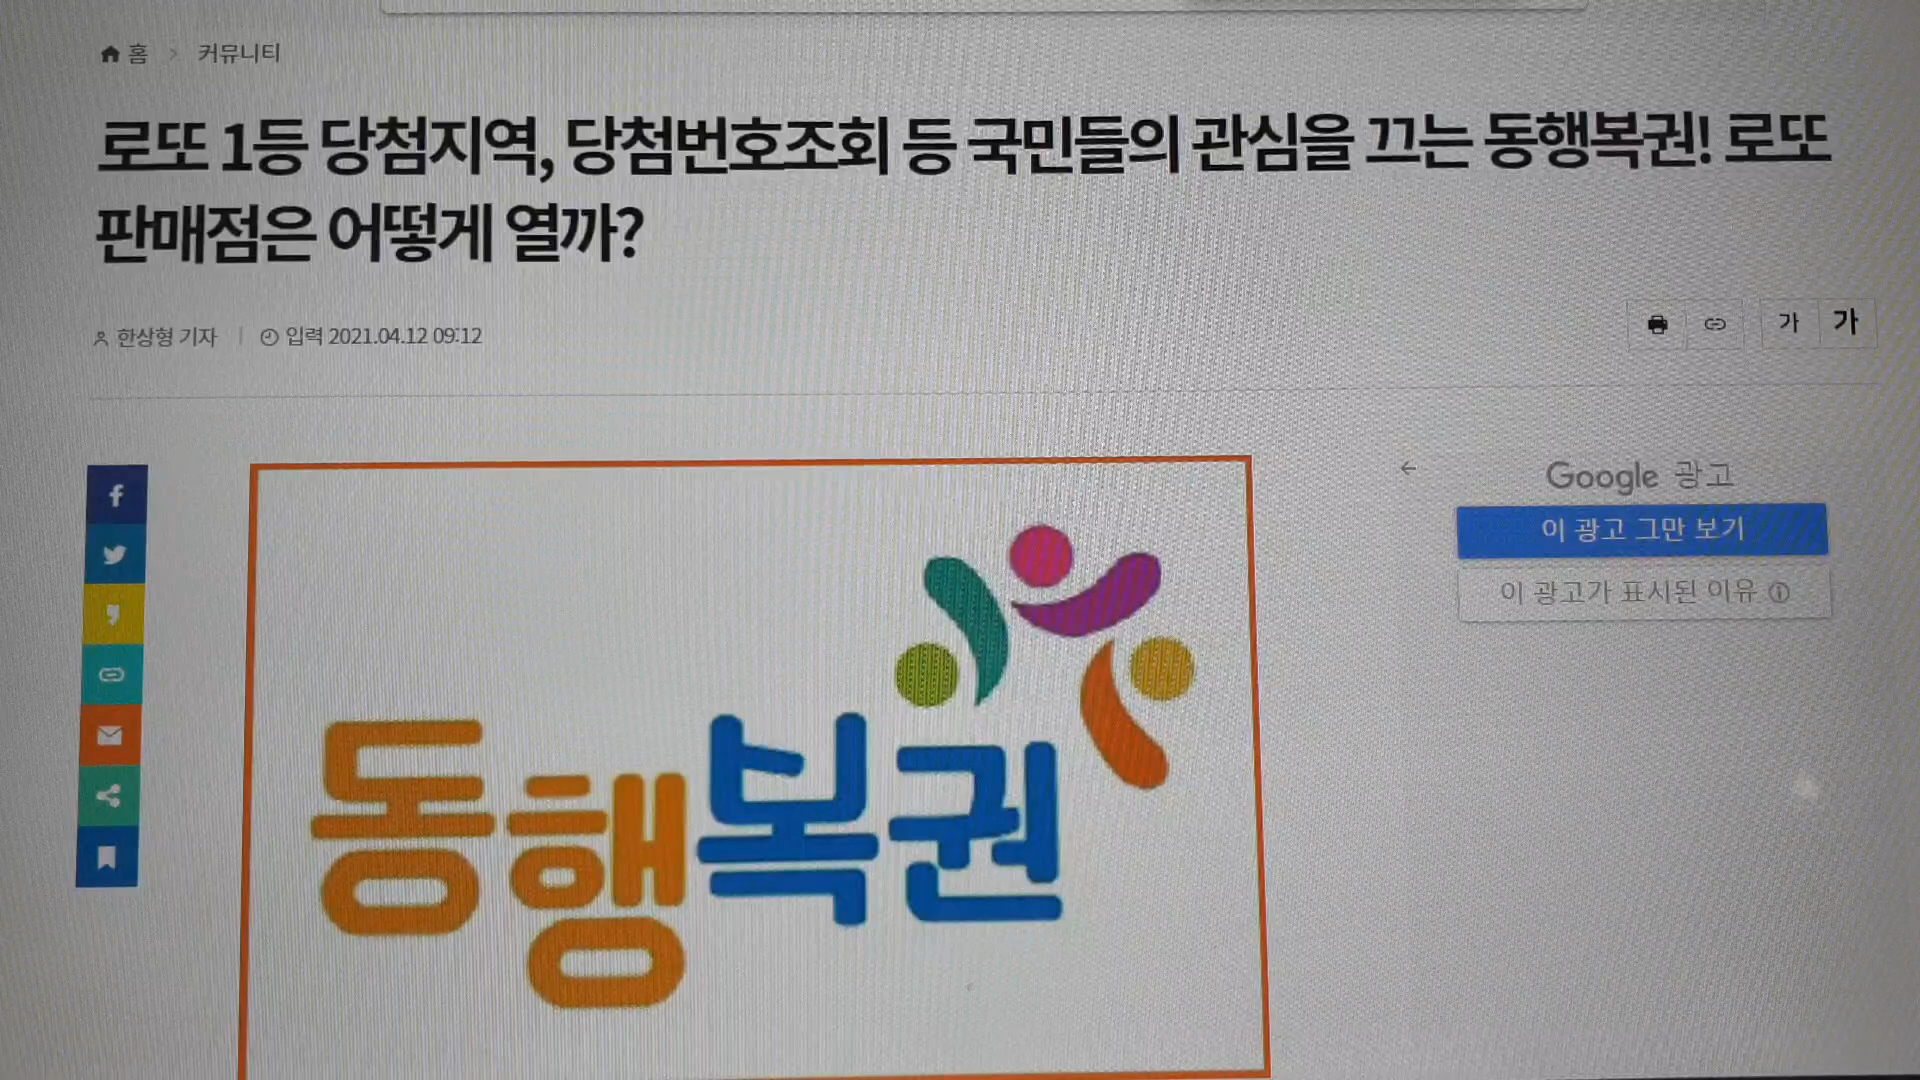 홈 > 커뮤니티
로또 1등 당첨지역, 당첨번호조회 등 국민들의 관심을 끄는 동행복권! 로또
판매점은 어떻게 열까?
한상형 기자 | 입력 2021.04.12 09:12
가 가
Google 광고
이 광고 그만 보기
이 광고가 표시된 이유
동행복권